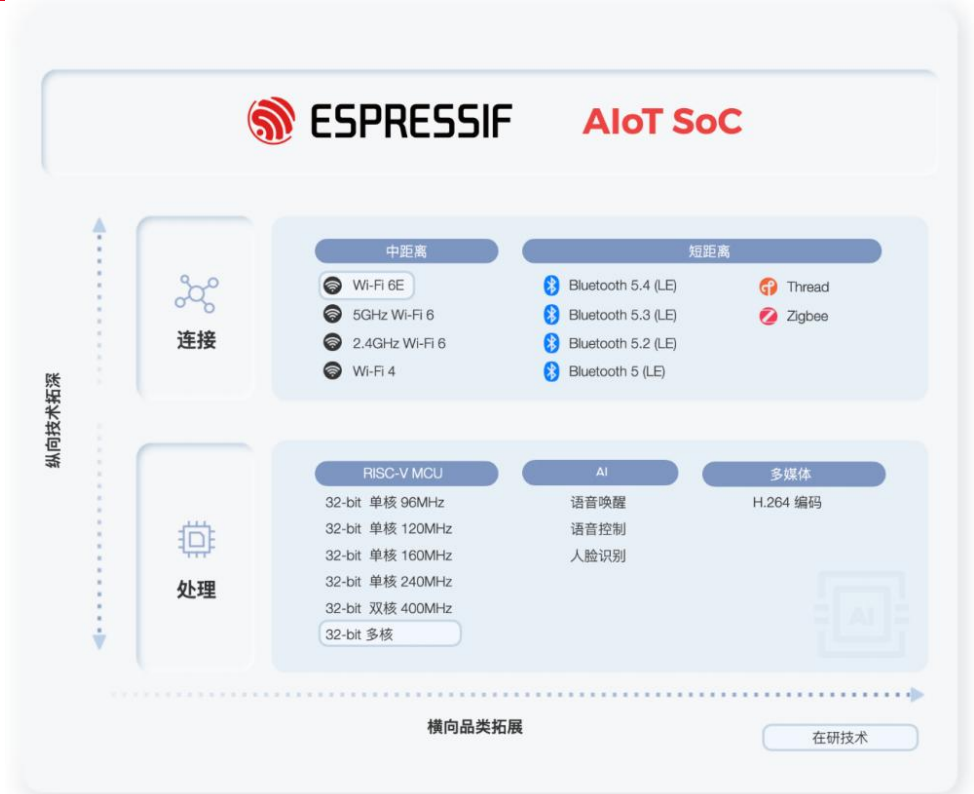 ESPRESSIF AIoT SoC
纵向技术拓深
连接
中距离
Wi-Fi 6E
5GHz Wi-Fi 6
2.4GHz Wi-Fi 6
Wi-Fi 4
短距离
Bluetooth 5.4 (LE)
Bluetooth 5.3 (LE)
Bluetooth 5.2 (LE)
Bluetooth 5 (LE)
Thread
Zigbee
处理
RISC-V MCU
32-bit 单核 96MHz
32-bit 单核 120MHz
32-bit 单核 160MHz
32-bit 单核 240MHz
32-bit 双核 400MHz
32-bit 多核
AI
语音唤醒
语音控制
人脸识别
多媒体
H.264 编码
AI
横向品类拓展
在研技术